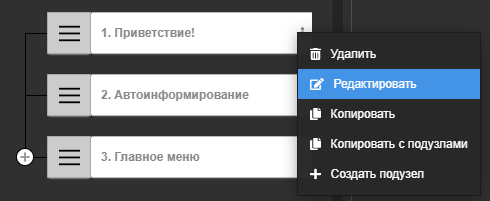 1. Приветствие!
2. Автоинформирование
3. Главное меню
Удалить
Редактировать
Копировать
Копировать с подузлами
Создать подузел